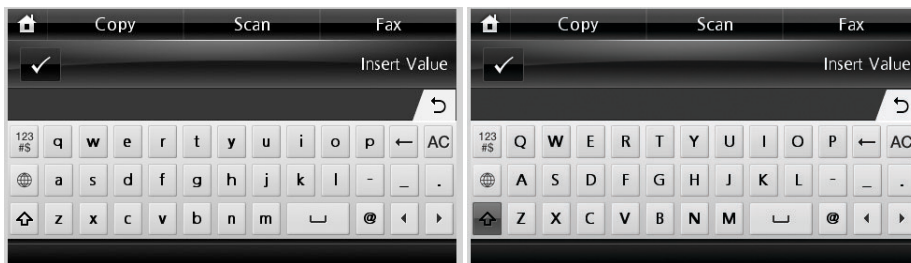 Copy Scan Fax
Insert Value
123 #$ q w e r t y u i o p ← AC
a s d f g h j k l - _ .
z x c v b n m @
Copy Scan Fax
Insert Value
123 #$ Q W E R T Y U I O P ← AC
A S D F G H J K L - _ .
Z X C V B N M @